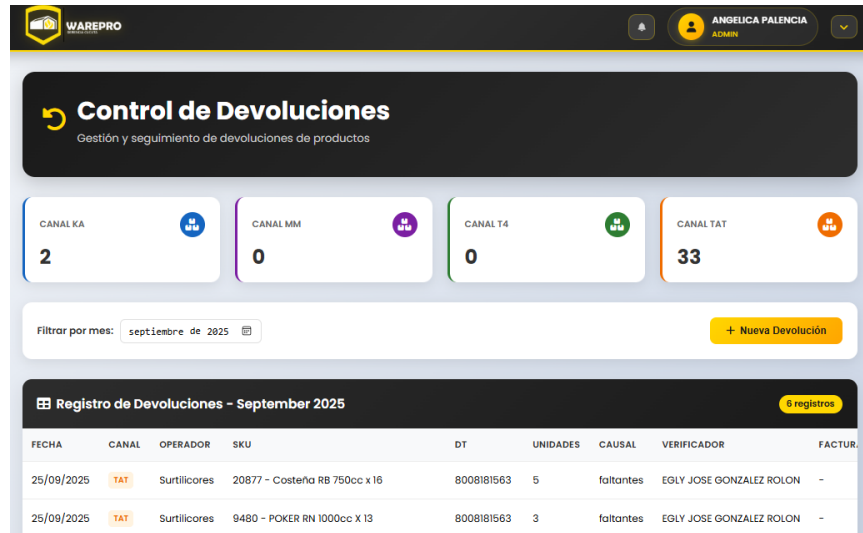 WAREPRO
ANGELICA PALENCIA
ADMIN
Control de Devoluciones
Gestión y seguimiento de devoluciones de productos
CANAL KA
2
CANAL MM
0
CANAL T4
0
CANAL TAT
33
Filtrar por mes: septiembre de 2025
+ Nueva Devolución
Registro de Devoluciones - September 2025 6 registros
FECHA CANAL OPERADOR SKU DT UNIDADES CAUSAL VERIFICADOR FACTURA
25/09/2025 TAT Surtilicores 20877 - Costeña RB 750cc x 16 8008181563 5 faltantes EGLY JOSE GONZALEZ ROLON -
25/09/2025 TAT Surtilicores 9480 - POKER RN 1000cc X 13 8008181563 3 faltantes EGLY JOSE GONZALEZ ROLON -